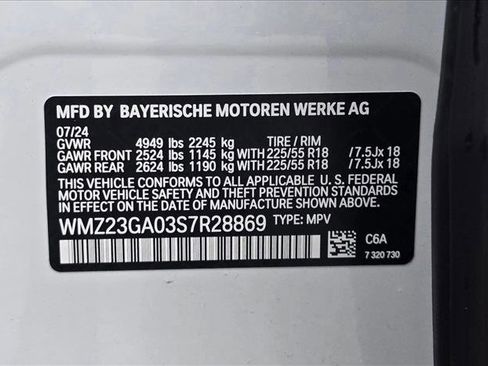 MFD BY BAYERISCHE MOTOREN WERKE AG
07/24
GVWR 4949 lbs 2245 kg TIRE / RIM
GAWR FRONT 2524 lbs 1145 kg WITH 225/55 R18 /7.5Jx 18
GAWR REAR 2624 lbs 1190 kg WITH 225/55 R18 /7.5Jx 18
THIS VEHICLE CONFORMS TO ALL APPLICABLE U. S. FEDERAL
MOTOR VEHICLE SAFETY, BUMPER, AND THEFT PREVENTION
STANDARDS IN EFFECT ON THE DATE OF MANUFACTURE SHOWN ABOVE.
WMZ23GA03S7R28869 TYPE: MPV
C6A
7 320 730